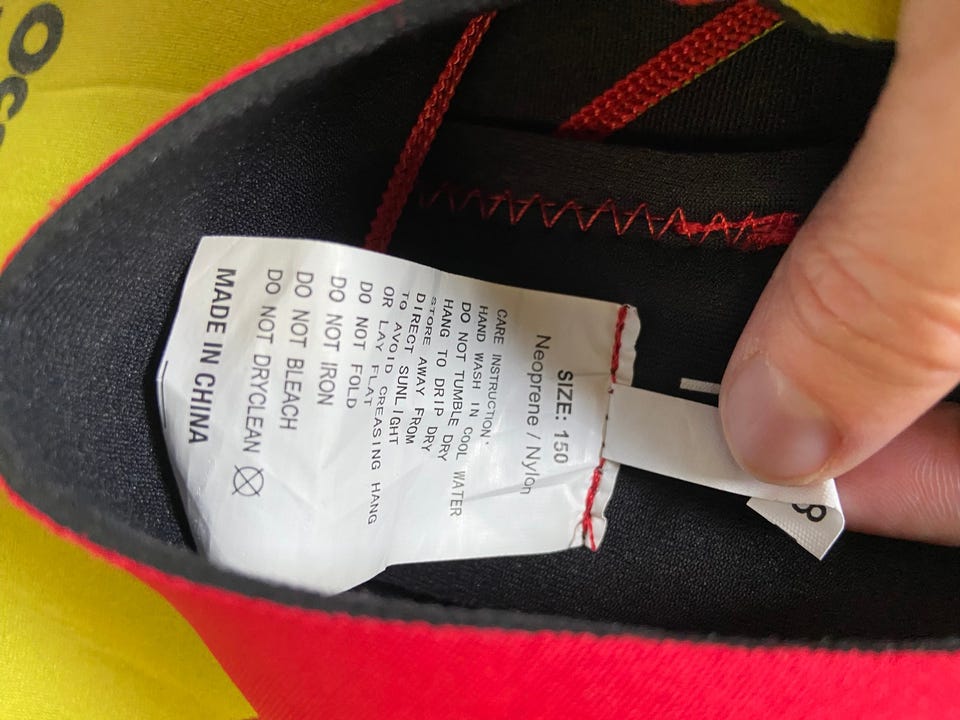 SIZE: 150
Neoprene / Nylon
CARE INSTRUCTION:
HAND WASH IN COOL WATER
DO NOT TUMBLE DRY
HANG TO DRIP DRY
STORE AWAY FROM
DIRECT SUNLIGHT
TO AVOID CREASING HANG
OR LAY FLAT
DO NOT FOLD
DO NOT IRON
DO NOT BLEACH
DO NOT DRYCLEAN
MADE IN CHINA
8